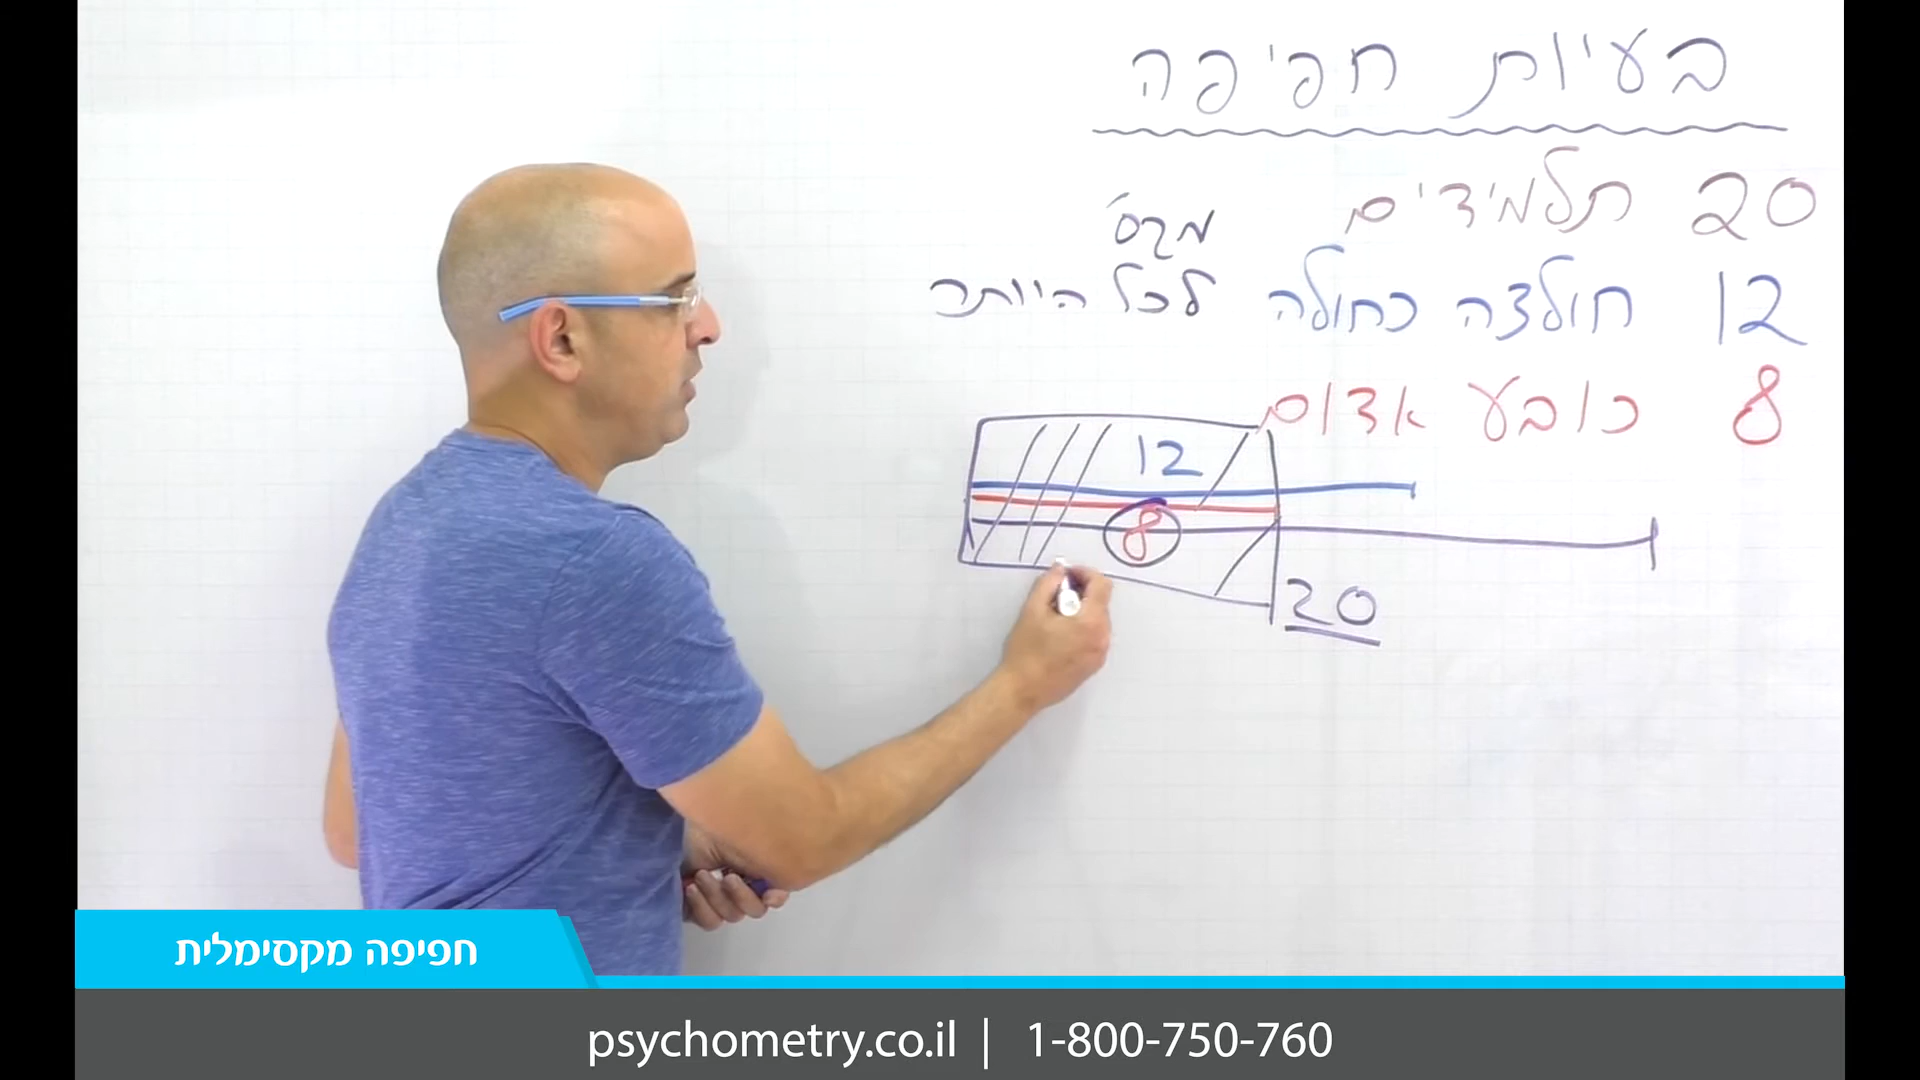 בעיות חפיפה
20 תלמידים
מקס'
12 חולצה כחולה לכל היותר
8 כובע אדום
12
8
20
חפיפה מקסימלית
psychometry.co.il | 1-800-750-760